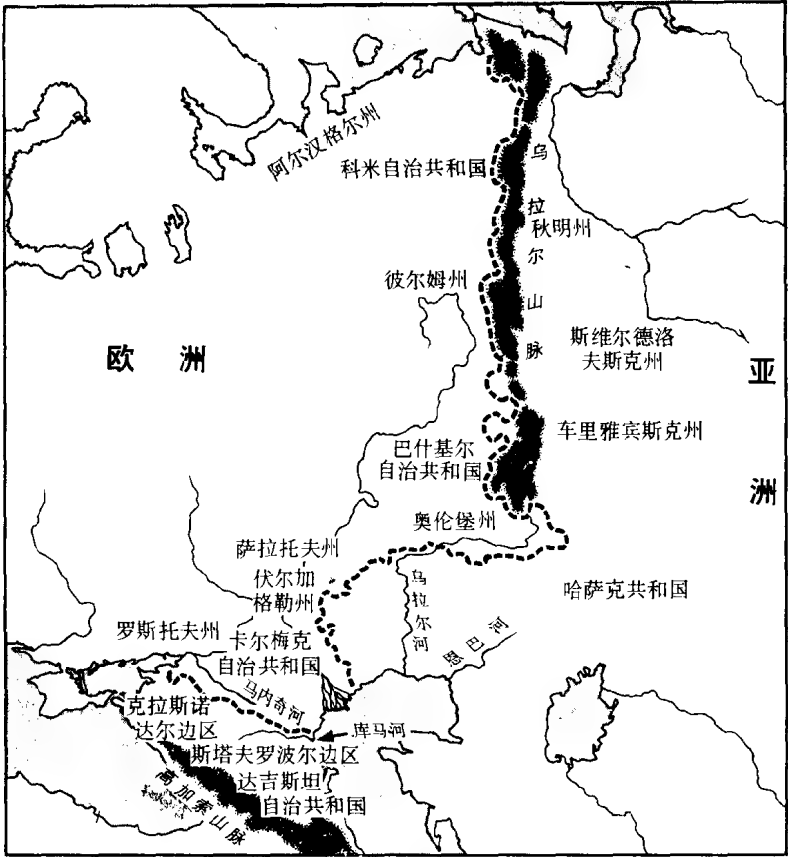 阿尔汉格尔州
科米自治共和国
乌拉尔山脉
秋明州
彼尔姆州
欧洲
斯维尔德洛
夫斯克州
亚洲
车里雅宾斯克州
巴什基尔
自治共和国
奥伦堡州
萨拉托夫州
伏尔加
格勒州
乌拉尔河
哈萨克共和国
恩巴河
罗斯托夫州
卡尔梅克
自治共和国
马内奇河
克拉斯诺
达尔边区
库马河
斯塔夫罗波尔边区
达吉斯坦
自治共和国
高加索山脉